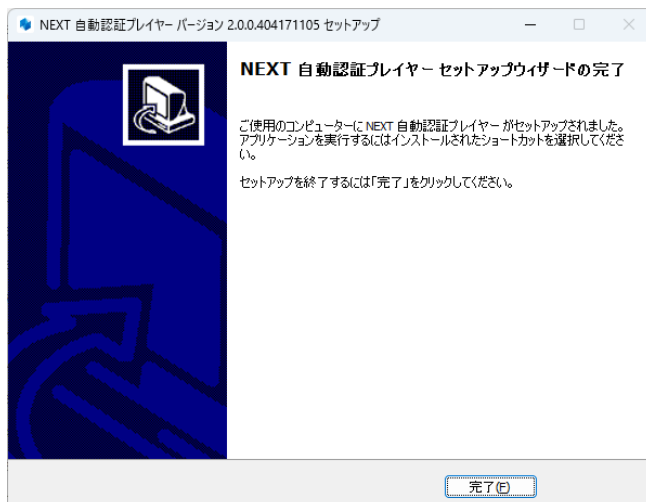 NEXT 自動認証プレイヤー バージョン 2.0.0.404171105 セットアップ
NEXT 自動認証プレイヤー セットアップウィザードの完了
ご使用のコンピューターに NEXT 自動認証プレイヤー がセットアップされました。
アプリケーションを実行するにはインストールされたショートカットを選択してくださ
い。
セットアップを終了するには「完了」をクリックしてください。
完了(F)